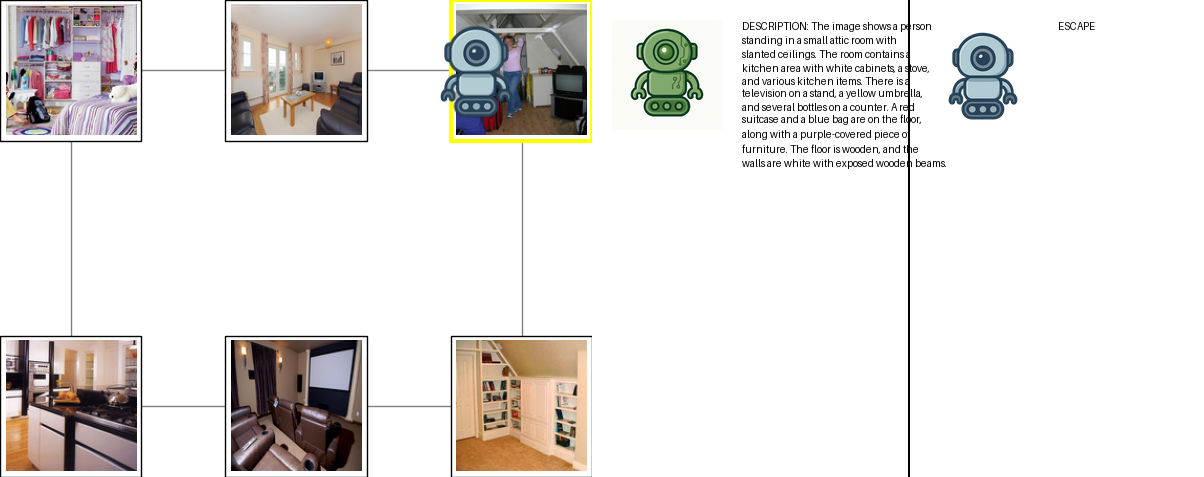 DESCRIPTION: The image shows a person
standing in a small attic room with
slanted ceilings. The room contains a
kitchen area with white cabinets, a stove,
and various kitchen items. There is a
television on a stand, a yellow umbrella,
and several bottles on a counter. A red
suitcase and a blue bag are on the floor,
along with a purple-covered piece of
furniture. The floor is wooden, and the
walls are white with exposed wooden beams.
ESCAPE